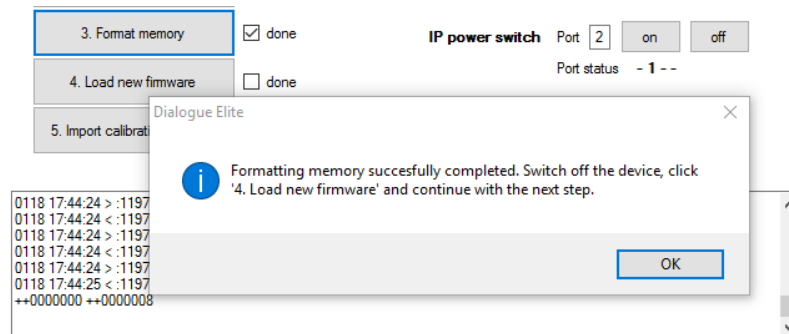 3. Format memory
done
IP power switch Port 2 on off
4. Load new firmware
done
Port status - 1 - -
Dialogue Elite
5. Import calibrati
Formatting memory succesfully completed. Switch off the device, click
'4. Load new firmware' and continue with the next step.
OK
0118 17:44:24 > :1197
0118 17:44:24 < :1197
0118 17:44:24 > :1197
0118 17:44:24 < :1197
0118 17:44:24 > :1197
0118 17:44:25 < :1197
++0000000 ++0000008